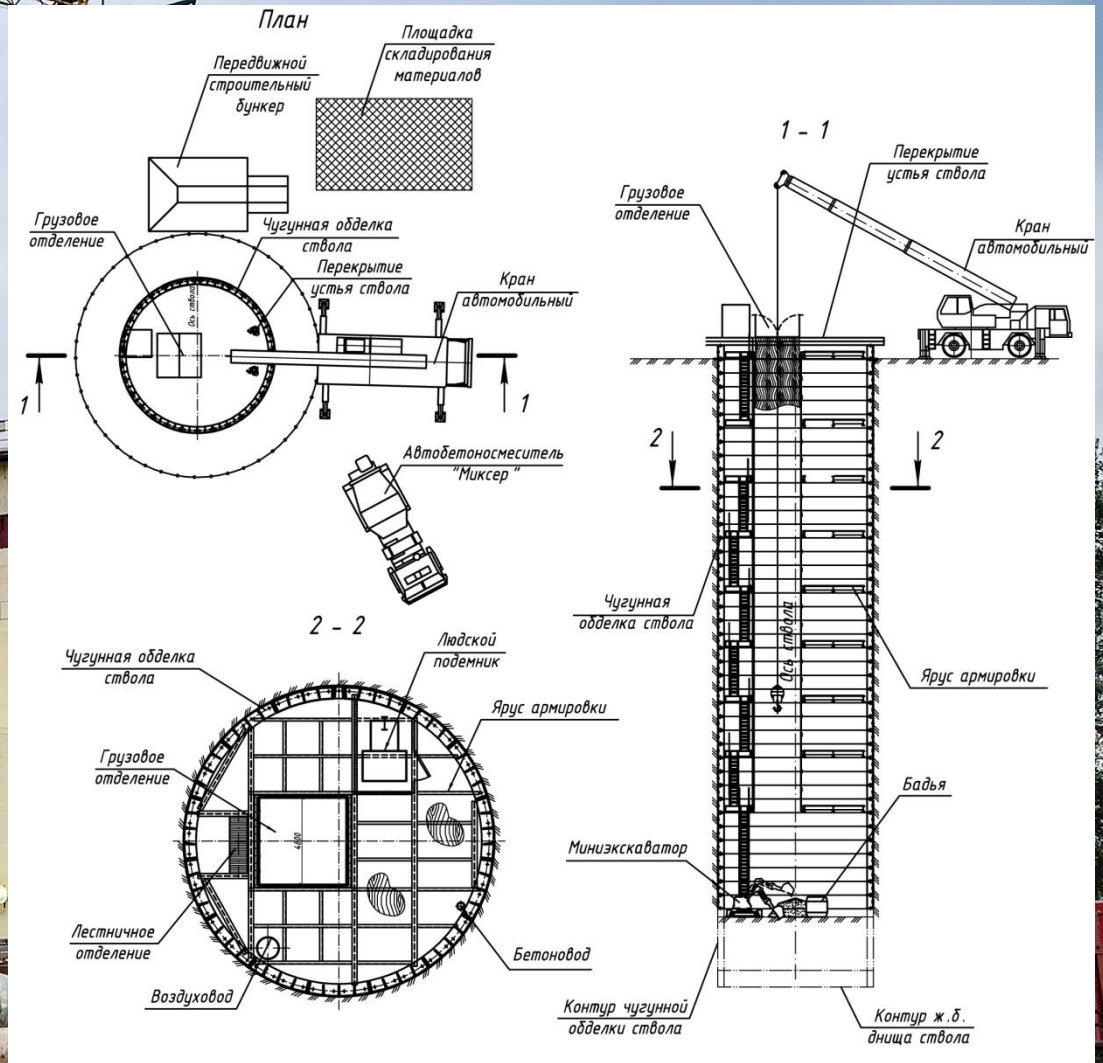 План
Площадка
складирования
материалов
Передвижной
строительный
бункер
Грузовое
отделение
Чугунная обделка
ствола
Перекрытие
устья ствола
Кран
автомобильный
Ось ствола
1
1
Автобетоносмеситель
"Миксер"
1 - 1
Перекрытие
устья ствола
Грузовое
отделение
Кран
автомобильный
2
2
Чугунная
обделка ствола
Ось ствола
Ярус армировки
Бадья
Миниэкскаватор
Контур чугунной
обелки ствола
Контур ж.б.
днища ствола
2 - 2
Людской
подемник
Чугунная обделка
ствола
Ярус армировки
Грузовое
отделение
4800
Лестничное
отделение
Воздуховод
Бетоновод